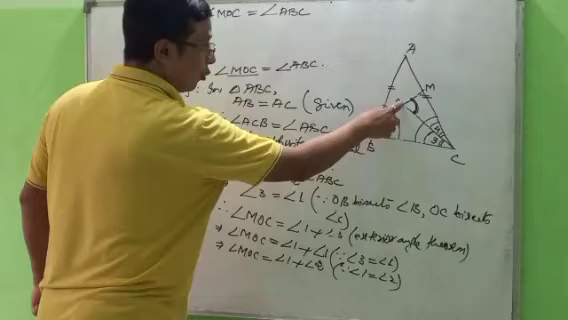 ∠MOC = ∠ABC
∠MOC = ∠ABC.
In △ABC,
AB = AC (Given)
∠ACB = ∠ABC
∠ABC
∠3 = ∠1 (∵ OB bisects ∠B, OC bisects
∠C)
∴ ∠MOC = ∠1 + ∠3 (exterior angle theorem)
⇒ ∠MOC = ∠1 + ∠1 (∵ ∠3 = ∠1)
⇒ ∠MOC = ∠1 + ∠2 (∵ ∠1 = ∠2)
A
M
B
C